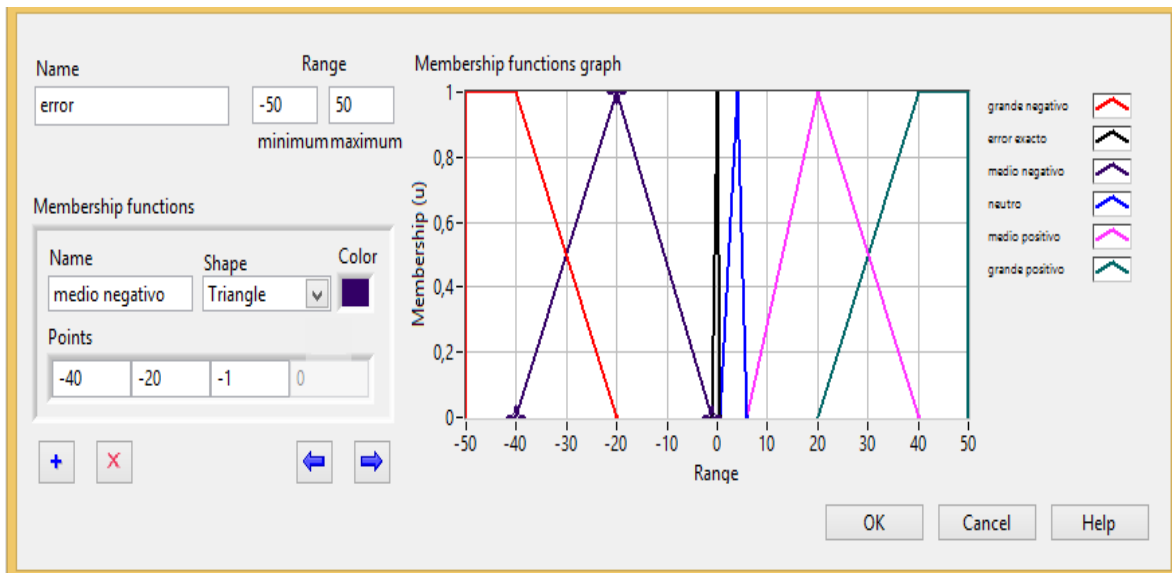 Name
Range
error
-50
50
minimum maximum
Membership functions
Name
Shape
Color
medio negativo
Triangle
Points
-40
-20
-1
0
+
X
Membership functions graph
Membership (u)
1
0,8
0,6
0,4
0,2
0
-50 -40 -30 -20 -10 0 10 20 30 40 50
Range
grande negativo
error exacto
medio negativo
neutro
medio positivo
grande positivo
OK
Cancel
Help